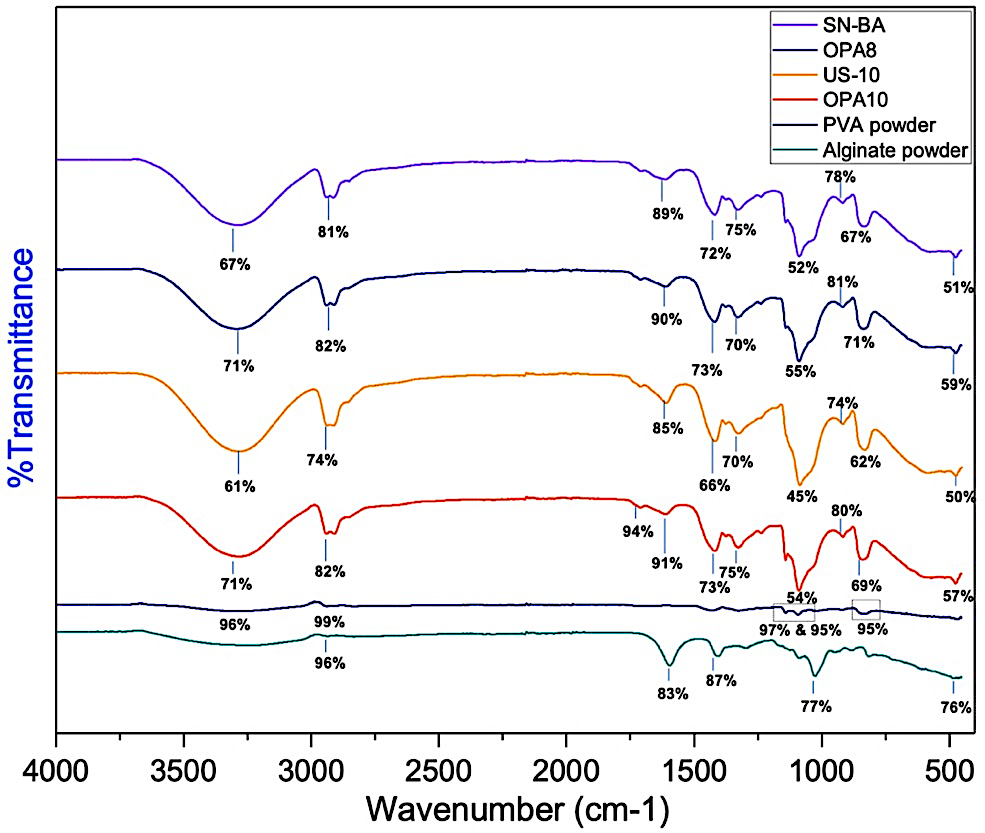 SN-BA
OPA8
US-10
OPA10
PVA powder
Alginate powder
%Transmittance
67% 81% 89% 72% 75% 52% 78% 67% 51%
71% 82% 90% 73% 70% 55% 81% 71% 59%
61% 74% 85% 66% 70% 45% 74% 62% 50%
71% 82% 94% 91% 73% 75% 54% 80% 69% 57%
96% 99% 97% & 95% 95%
96% 83% 87% 77% 76%
4000 3500 3000 2500 2000 1500 1000 500
Wavenumber (cm-1)